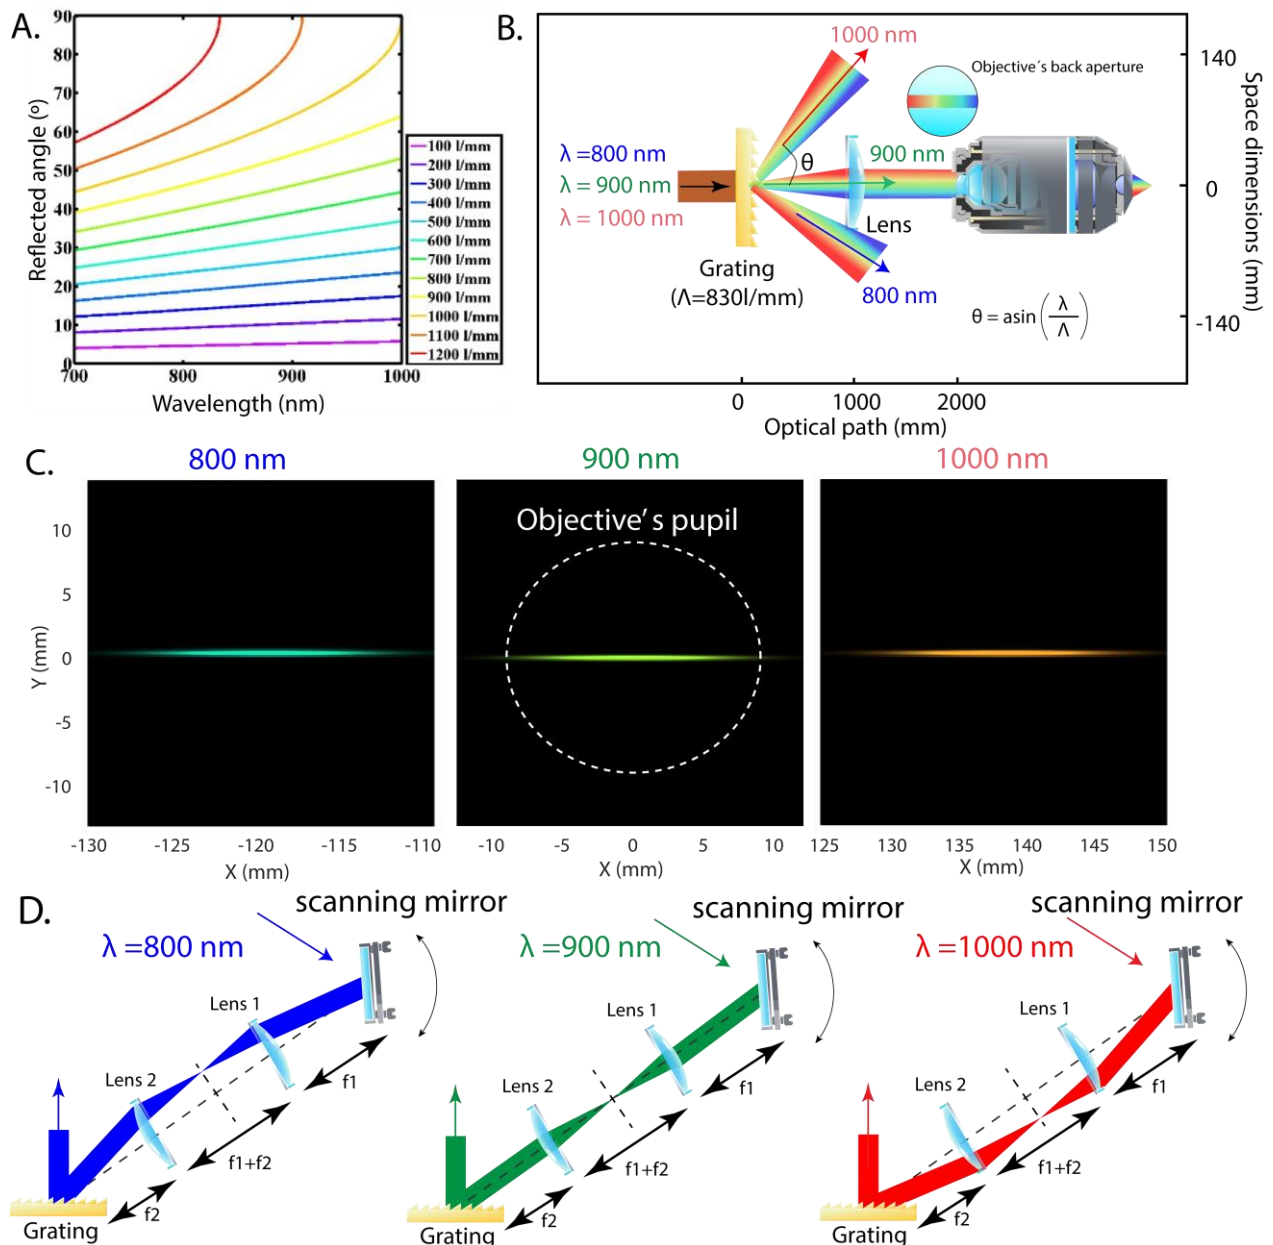 A.
90
80
70
60
50
40
30
20
10
0
700
800
900
1000
Reflected angle (º)
Wavelength (nm)
100 l/mm
200 l/mm
300 l/mm
400 l/mm
500 l/mm
600 l/mm
700 l/mm
800 l/mm
900 l/mm
1000 l/mm
1100 l/mm
1200 l/mm
B.
1000 nm
Objective´s back aperture
λ =800 nm
λ = 900 nm
λ = 1000 nm
θ
900 nm
Lens
Grating
(Λ=830l/mm)
800 nm
θ = asin(λ/Λ)
140
0
-140
Space dimensions (mm)
0
1000
2000
Optical path (mm)
C.
800 nm
900 nm
1000 nm
Objective’ s pupil
10
5
0
-5
-10
Y (mm)
-130
-125
-120
-115
-110
X (mm)
-10
-5
0
5
10
X (mm)
125
130
135
140
145
150
X (mm)
D.
scanning mirror
λ =800 nm
Lens 1
Lens 2
f1
f1+f2
f2
Grating
scanning mirror
λ =900 nm
Lens 1
Lens 2
f1
f1+f2
f2
Grating
scanning mirror
λ =1000 nm
Lens 1
Lens 2
f1
f1+f2
f2
Grating